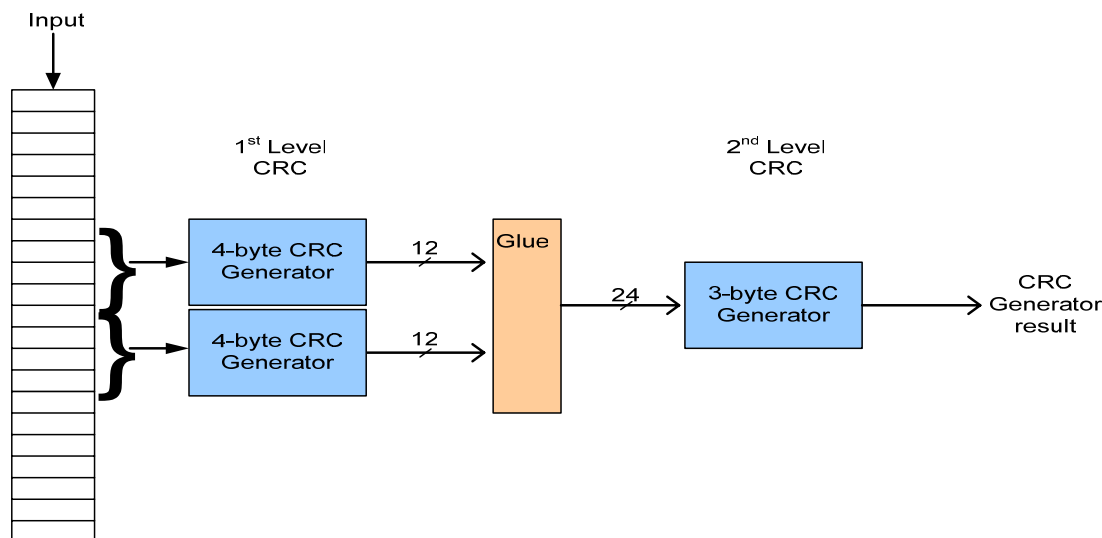 Input
1st Level
CRC
2nd Level
CRC
4-byte CRC
Generator
12
Glue
4-byte CRC
Generator
12
24
3-byte CRC
Generator
CRC
Generator
result